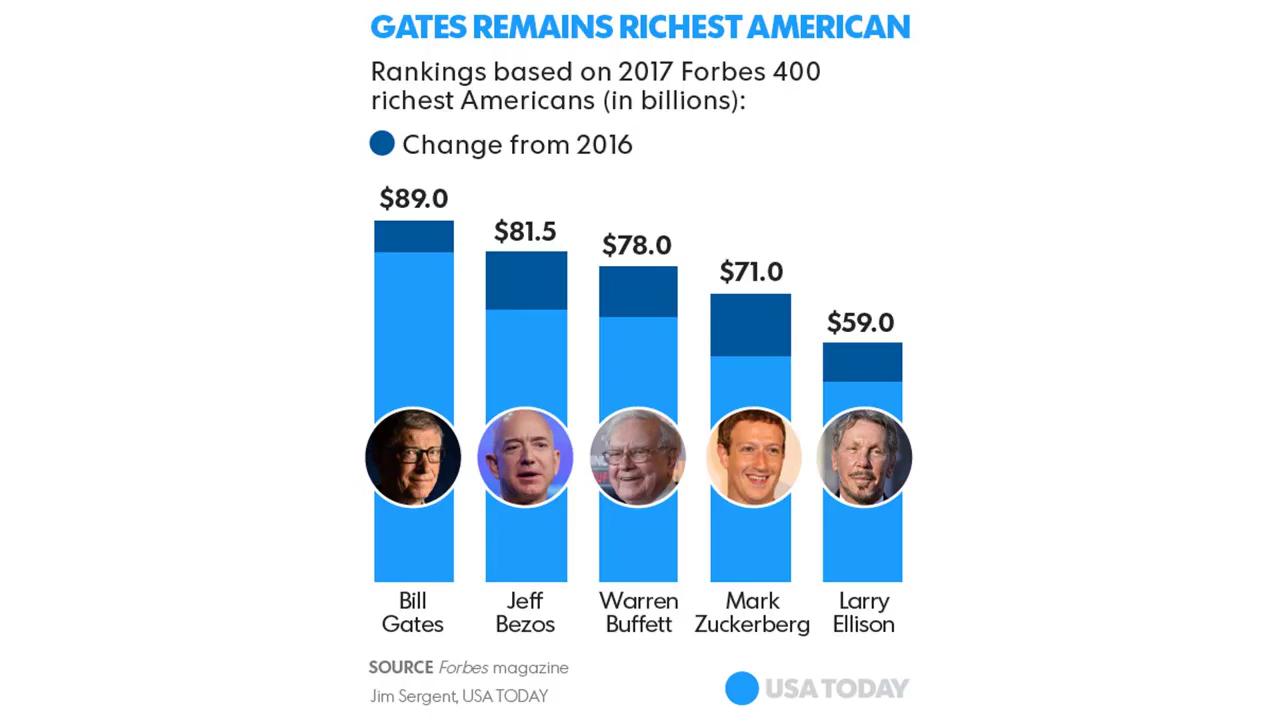 GATES REMAINS RICHEST AMERICAN
Rankings based on 2017 Forbes 400
richest Americans (in billions):
Change from 2016
$89.0
$81.5
$78.0
$71.0
$59.0
Bill
Gates
Jeff
Bezos
Warren
Buffett
Mark
Zuckerberg
Larry
Ellison
SOURCE Forbes magazine
Jim Sergent, USA TODAY
USA TODAY